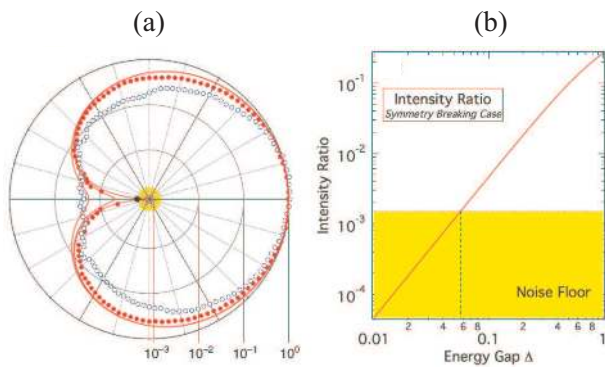 (a)
(b)
10⁻³ 10⁻² 10⁻¹ 10⁰
Intensity Ratio
10⁻¹
10⁻²
10⁻³
10⁻⁴
Intensity Ratio
Symmetry Breaking Case
Noise Floor
0.01 2 4 6 8 0.1 2 4 6 8 1
Energy Gap Δ